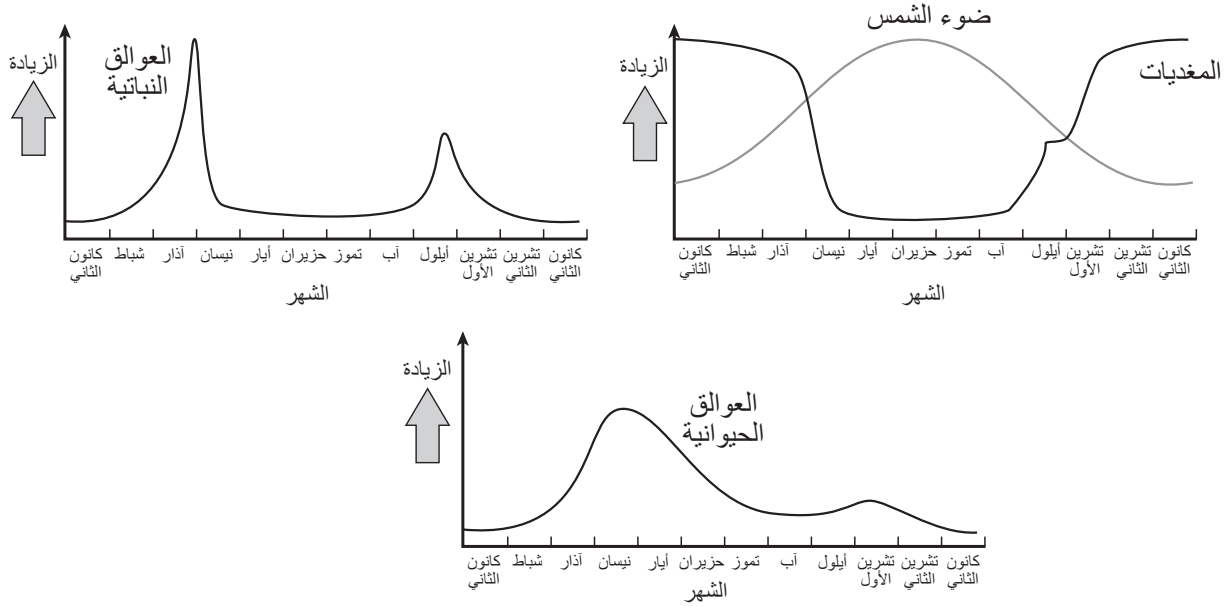 العوالق
النباتية
الزيادة
كانون الثاني شباط آذار نيسان أيار حزيران تموز آب أيلول تشرين الأول تشرين الثاني كانون الثاني
الشهر
ضوء الشمس
المغديات
الزيادة
كانون الثاني شباط آذار نيسان أيار حزيران تموز آب أيلول تشرين الأول تشرين الثاني كانون الثاني
الشهر
العوالق
الحيوانية
الزيادة
كانون الثاني شباط آذار نيسان أيار حزيران تموز آب أيلول تشرين الأول تشرين الثاني كانون الثاني
الشهر